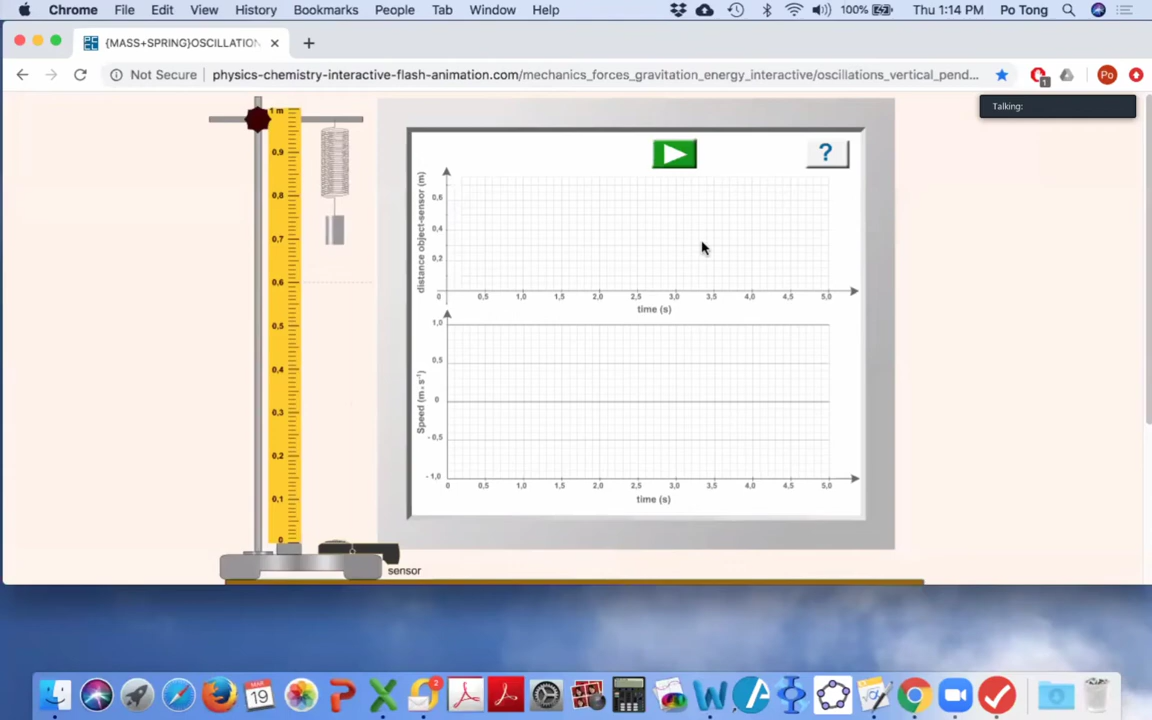 Chrome File Edit View History Bookmarks People Tab Window Help 100% Thu 1:14 PM Po Tong
{MASS+SPRING}OSCILLATION
Not Secure physics-chemistry-interactive-flash-animation.com/mechanics_forces_gravitation_energy_interactive/oscillations_vertical_pend... 1 Po
Talking:
1 m
0,9
0,8
0,7
0,6
0,5
0,4
0,3
0,2
0,1
0
?
distance object-sensor (m)
0,6
0,4
0,2
0 0,5 1,0 1,5 2,0 2,5 3,0 3,5 4,0 4,5 5,0
time (s)
Speed (m . s⁻¹)
1,0
0,5
0
- 0,5
- 1,0
0 0,5 1,0 1,5 2,0 2,5 3,0 3,5 4,0 4,5 5,0
time (s)
sensor
MAR
19
2